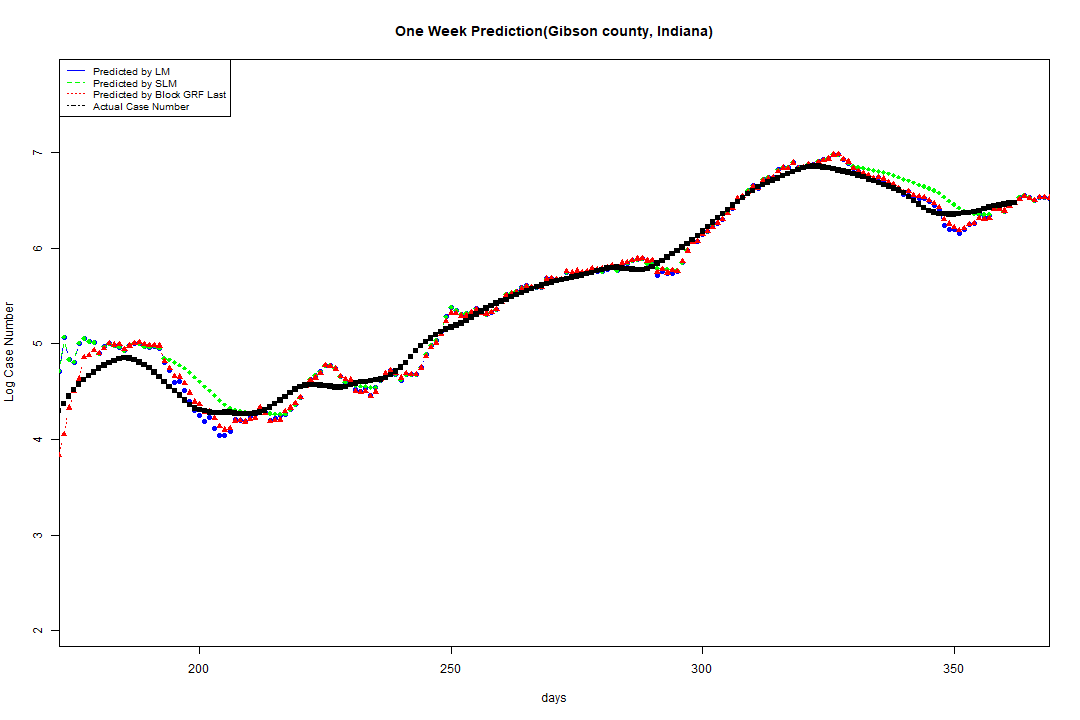 One Week Prediction(Gibson county, Indiana)
Predicted by LM
Predicted by SLM
Predicted by Block GRF Last
Actual Case Number
Log Case Number
7
6
5
4
3
2
200 250 300 350
days